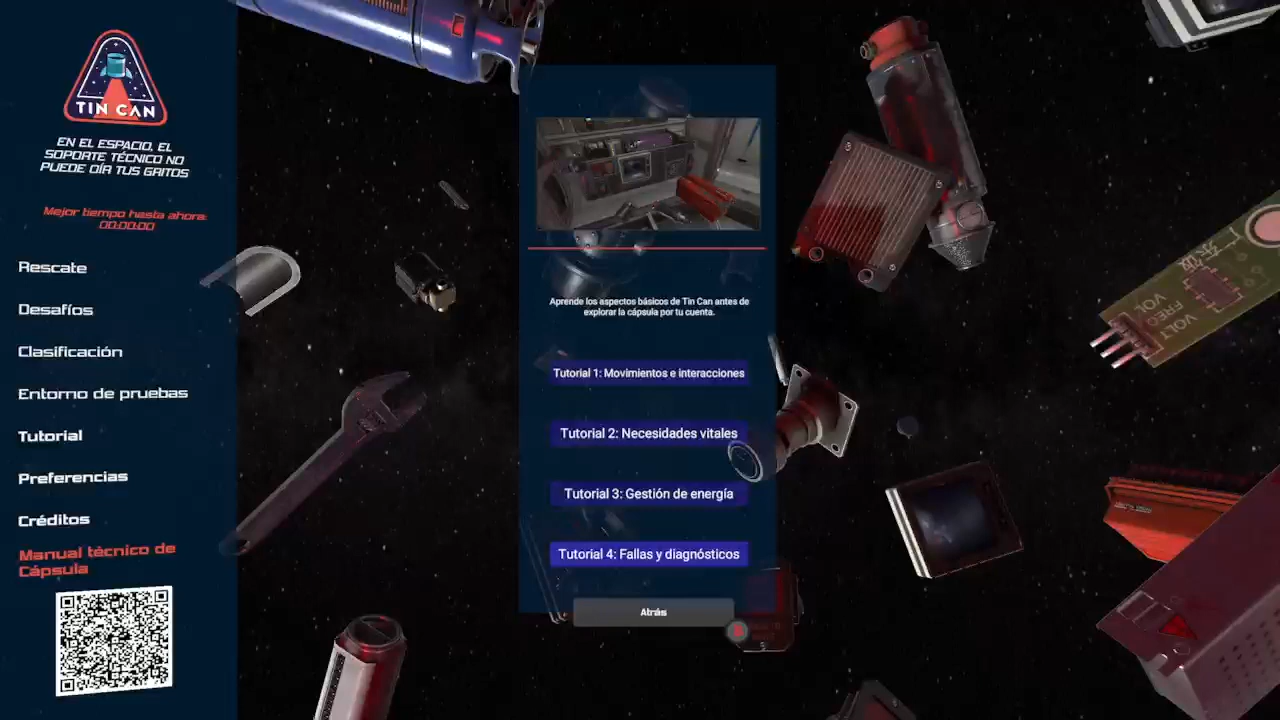 TIN CAN
EN EL ESPACIO, EL
SOPORTE TÉCNICO NO
PUEDE OÍA TUS GRITOS
Mejor tiempo hasta ahora:
00:00:00
Rescate
Desafíos
Clasificación
Entorno de pruebas
Tutorial
Preferencias
Créditos
Manual técnico de
Cápsula
Aprende los aspectos básicos de Tin Can antes de
explorar la cápsula por tu cuenta.
Tutorial 1: Movimientos e interacciones
Tutorial 2: Necesidades vitales
Tutorial 3: Gestión de energía
Tutorial 4: Fallas y diagnósticos
Atrás
FREQ
VOL
VOLT